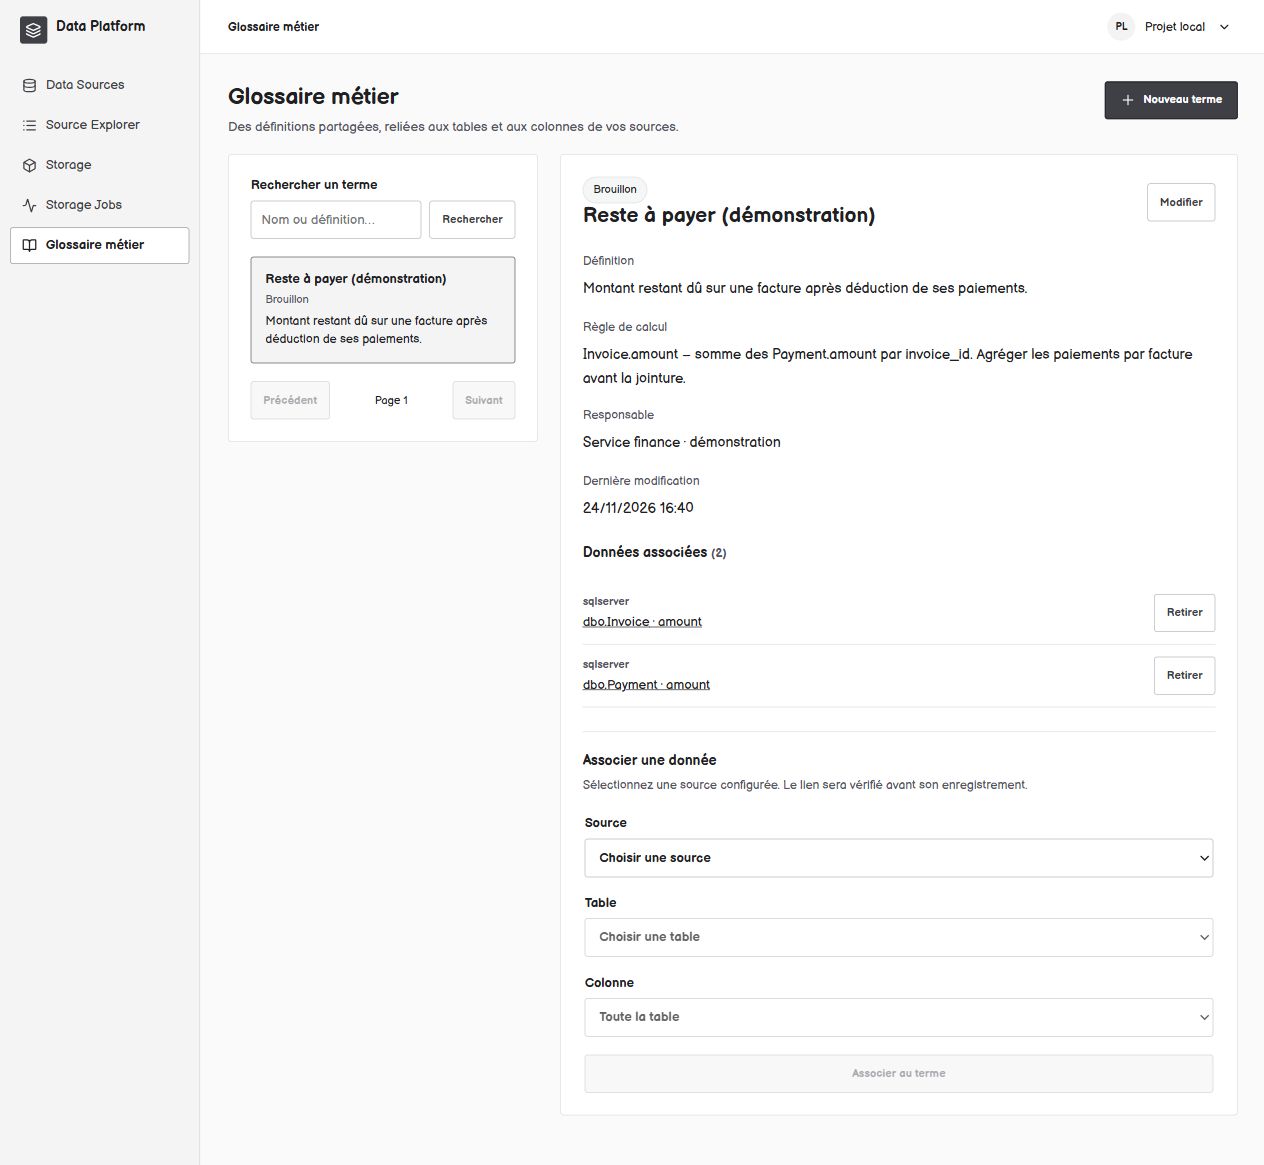 Data Platform
Data Sources
Source Explorer
Storage
Storage Jobs
Glossaire métier
Glossaire métier
PL
Projet local
Glossaire métier
Des définitions partagées, reliées aux tables et aux colonnes de vos sources.
Nouveau terme
Rechercher un terme
Nom ou définition...
Rechercher
Reste à payer (démonstration)
Brouillon
Montant restant dû sur une facture après
déduction de ses paiements.
Précédent
Page 1
Suivant
Brouillon
Reste à payer (démonstration)
Modifier
Définition
Montant restant dû sur une facture après déduction de ses paiements.
Règle de calcul
Invoice.amount – somme des Payment.amount par invoice_id. Agréger les paiements par facture
avant la jointure.
Responsable
Service finance · démonstration
Dernière modification
24/11/2026 16:40
Données associées (2)
sqlserver
dbo.Invoice · amount
Retirer
sqlserver
dbo.Payment · amount
Retirer
Associer une donnée
Sélectionnez une source configurée. Le lien sera vérifié avant son enregistrement.
Source
Choisir une source
Table
Choisir une table
Colonne
Toute la table
Associer au terme